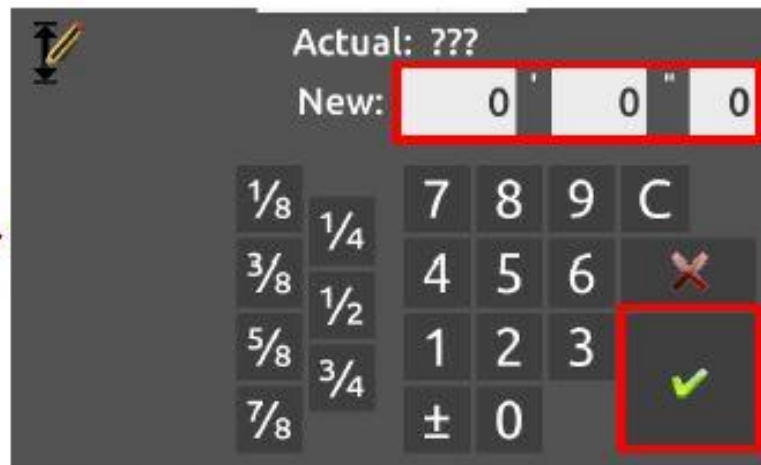 Actual: ???
New: 0 ' 0 " 0
⅛ 7 8 9 C
¼
⅜ 4 5 6
½
⅝ 1 2 3
¾
⅞ ± 0